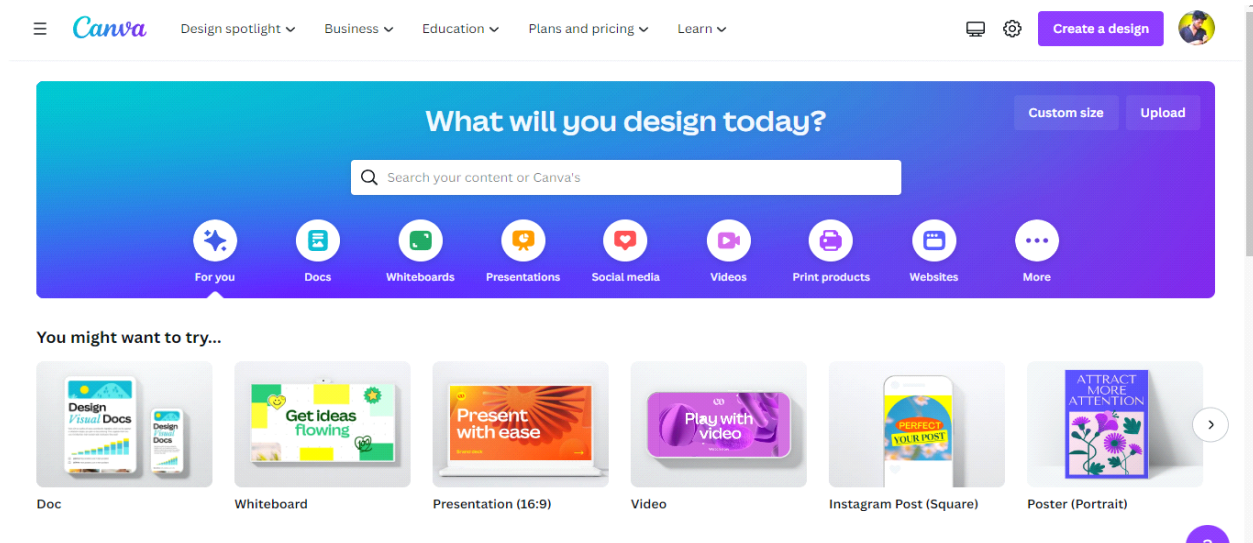 Canva
Design spotlight
Business
Education
Plans and pricing
Learn
Create a design
What will you design today?
Custom size
Upload
Search your content or Canva's
For you
Docs
Whiteboards
Presentations
Social media
Videos
Print products
Websites
More
You might want to try...
Design
Visual Docs
Design
Visual
Docs
Get ideas
flowing
Present
with ease
Play with
video
PERFECT
YOUR POST
ATTRACT
MORE
ATTENTION
Doc
Whiteboard
Presentation (16:9)
Video
Instagram Post (Square)
Poster (Portrait)